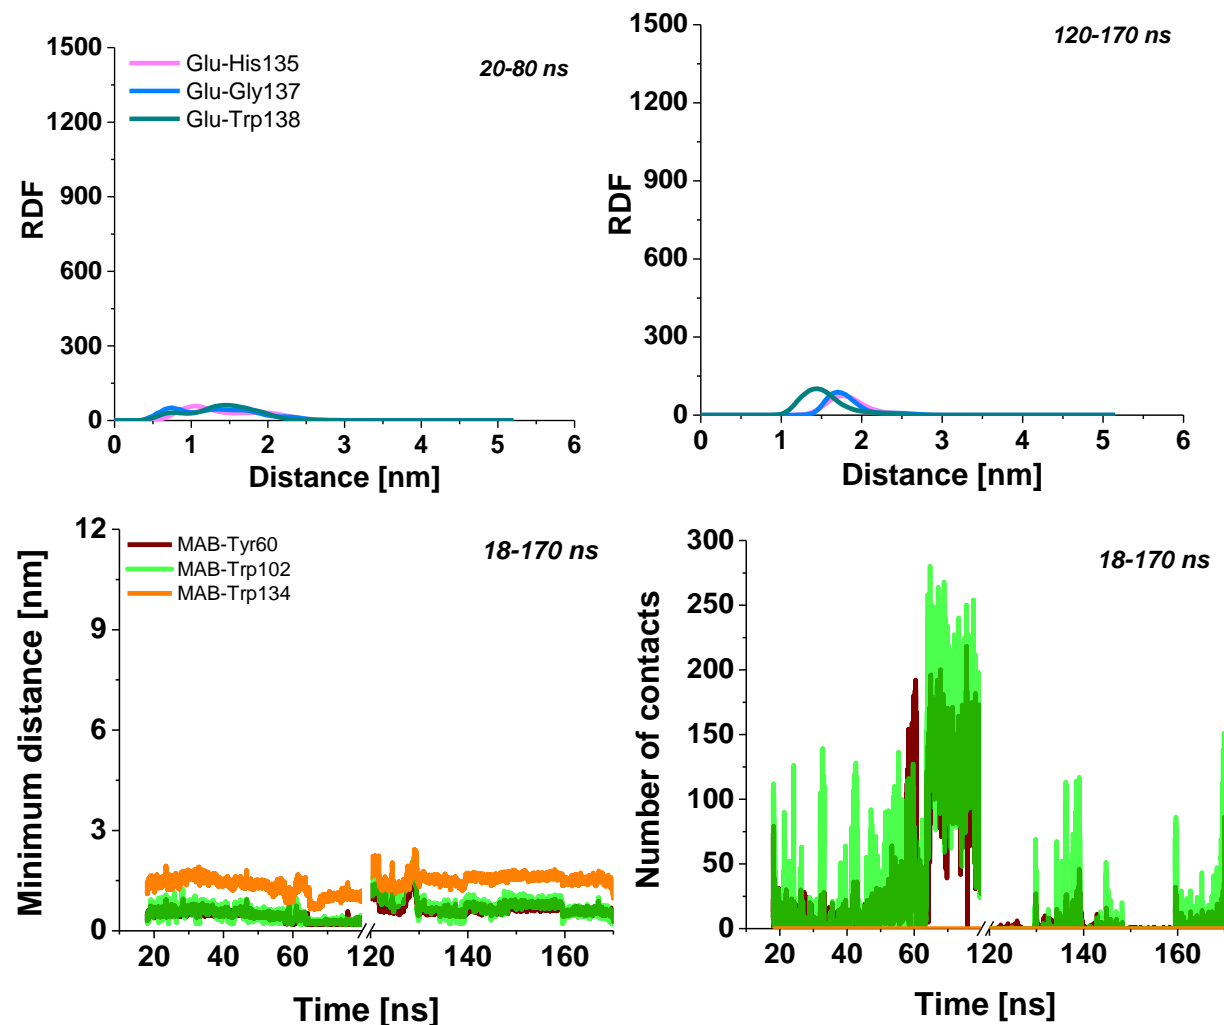 1500
1200
900
600
300
0
RDF
Glu-His135
Glu-Gly137
Glu-Trp138
20-80 ns
0 1 2 3 4 5 6
Distance [nm]
1500
1200
900
600
300
0
RDF
120-170 ns
0 1 2 3 4 5 6
Distance [nm]
12
9
6
3
0
Minimum distance [nm]
MAB-Tyr60
MAB-Trp102
MAB-Trp134
18-170 ns
20 60 120 140 160
Time [ns]
300
250
200
150
100
50
0
Number of contacts
18-170 ns
20 40 60 120 140 160
Time [ns]